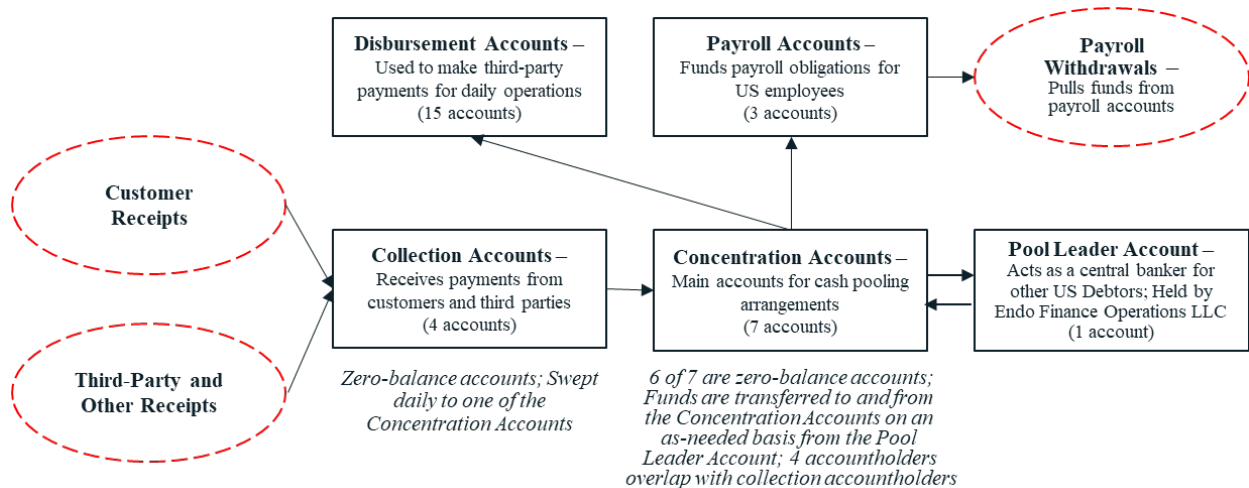 Disbursement Accounts –
Used to make third-party
payments for daily operations
(15 accounts)
Payroll Accounts –
Funds payroll obligations for
US employees
(3 accounts)
Payroll
Withdrawals –
Pulls funds from
payroll accounts
Customer
Receipts
Collection Accounts –
Receives payments from
customers and third parties
(4 accounts)
Concentration Accounts –
Main accounts for cash pooling
arrangements
(7 accounts)
Pool Leader Account –
Acts as a central banker for
other US Debtors; Held by
Endo Finance Operations LLC
(1 account)
Third-Party and
Other Receipts
Zero-balance accounts; Swept
daily to one of the
Concentration Accounts
6 of 7 are zero-balance accounts;
Funds are transferred to and from
the Concentration Accounts on an
as-needed basis from the Pool
Leader Account; 4 accountholders
overlap with collection accountholders